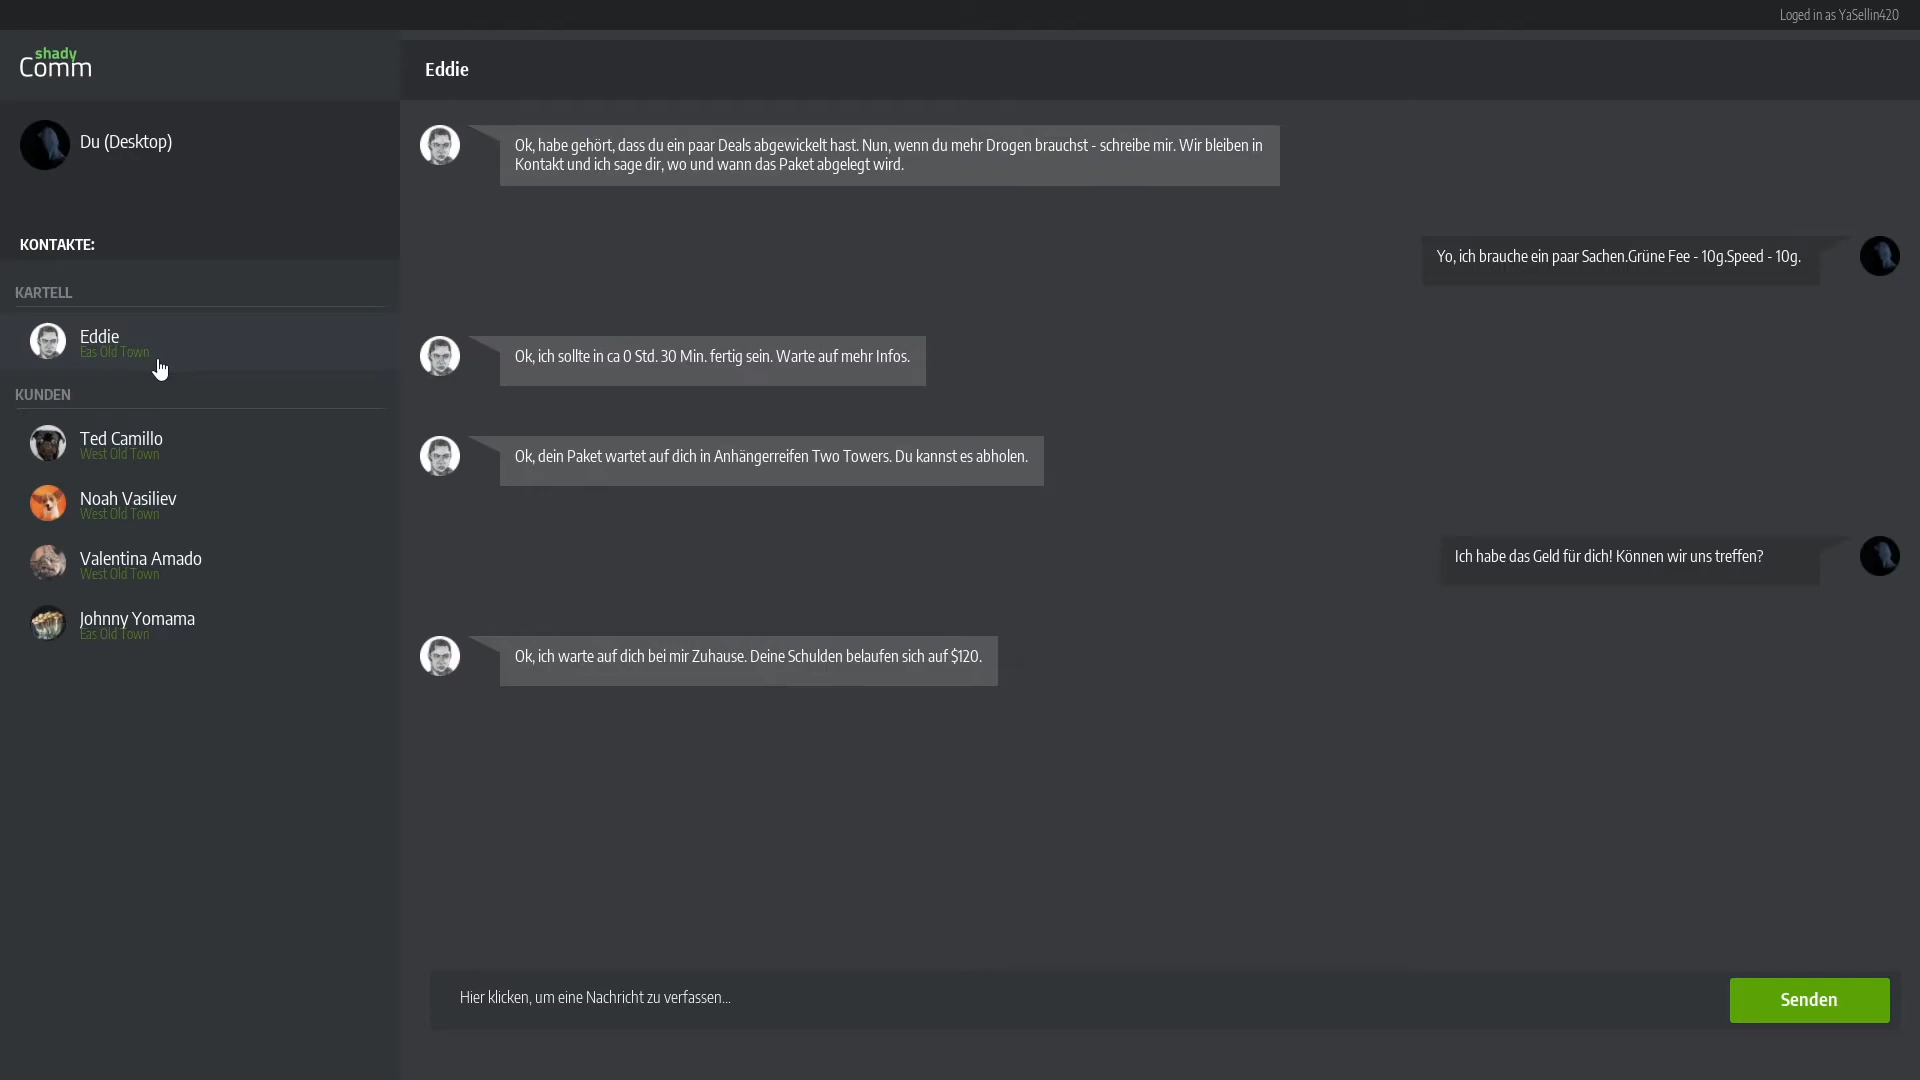 Loged in as YaSellin420
shady
Comm
Eddie
Du (Desktop)
KONTAKTE:
KARTELL
Eddie
Eas Old Town
KUNDEN
Ted Camillo
West Old Town
Noah Vasiliev
West Old Town
Valentina Amado
West Old Town
Johnny Yomama
Eas Old Town
Ok, habe gehört, dass du ein paar Deals abgewickelt hast. Nun, wenn du mehr Drogen brauchst - schreibe mir. Wir bleiben in
Kontakt und ich sage dir, wo und wann das Paket abgelegt wird.
Yo, ich brauche ein paar Sachen.Grüne Fee - 10g.Speed - 10g.
Ok, ich sollte in ca 0 Std. 30 Min. fertig sein. Warte auf mehr Infos.
Ok, dein Paket wartet auf dich in Anhängerreifen Two Towers. Du kannst es abholen.
Ich habe das Geld für dich! Können wir uns treffen?
Ok, ich warte auf dich bei mir Zuhause. Deine Schulden belaufen sich auf $120.
Hier klicken, um eine Nachricht zu verfassen...
Senden